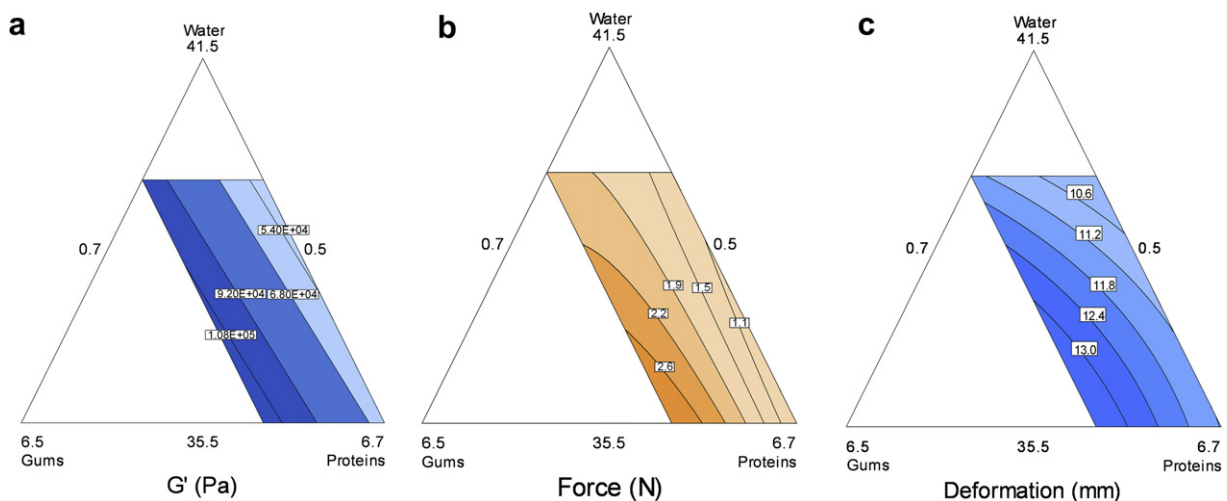 a
Water
41.5
0.7
0.5
5.40E+04
9.20E+04
6.80E+04
1.08E+05
6.5
35.5
6.7
Gums
Proteins
G' (Pa)
b
Water
41.5
0.7
0.5
1.9
1.5
2.2
1.1
2.6
6.5
35.5
6.7
Gums
Proteins
Force (N)
c
Water
41.5
10.6
0.7
11.2
0.5
11.8
12.4
13.0
6.5
35.5
6.7
Gums
Proteins
Deformation (mm)